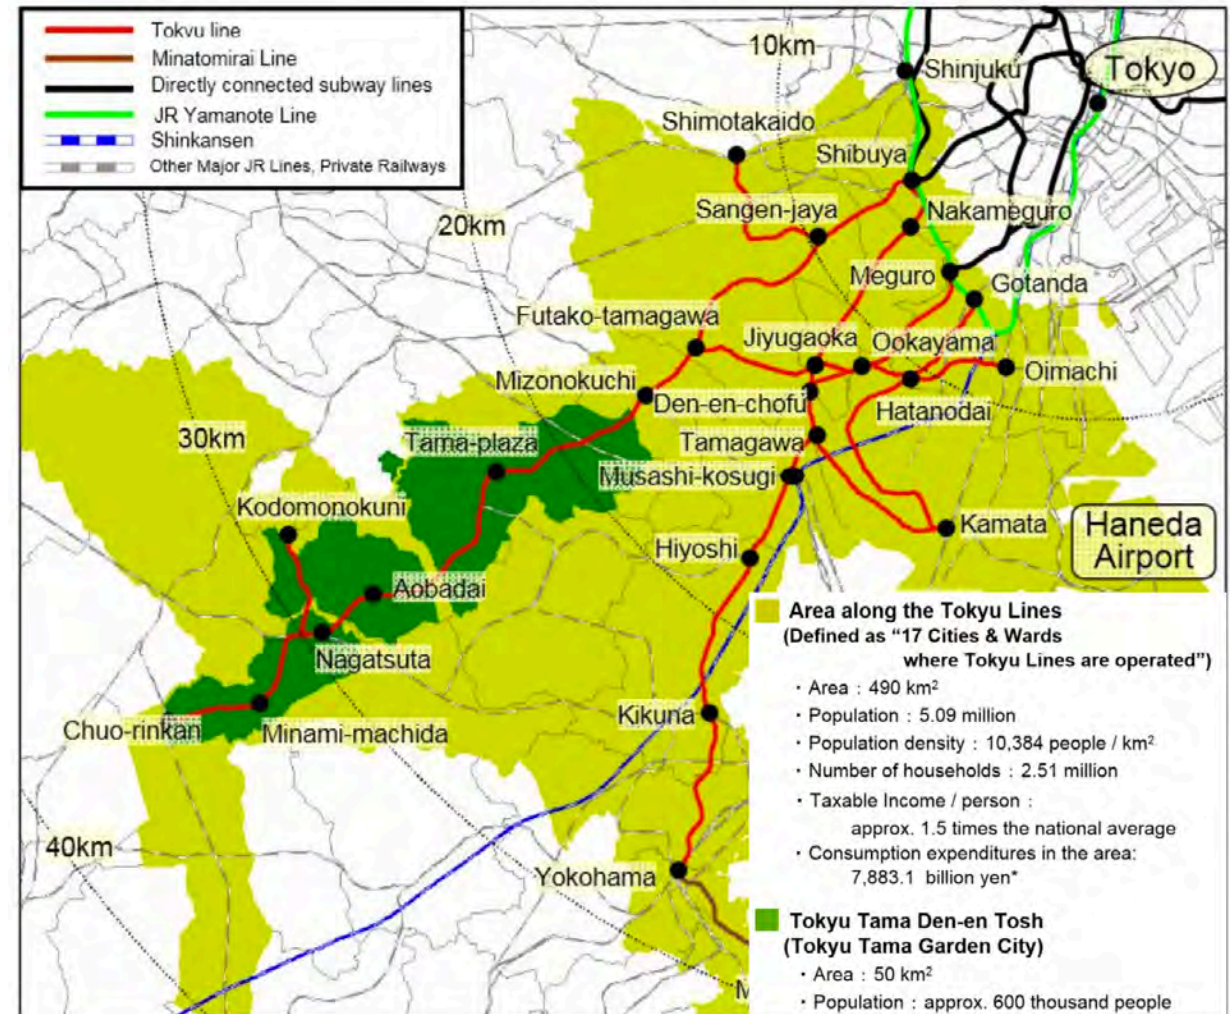 Tokyu line
Minatomirai Line
Directly connected subway lines
JR Yamanote Line
Shinkansen
Other Major JR Lines, Private Railways
10km
Shinjuku
Tokyo
Shimotakaido
Shibuya
Sangen-jaya
Nakameguro
20km
Meguro
Gotanda
Futako-tamagawa
Jiyugaoka
Ookayama
Mizonokuchi
Oimachi
Den-en-chofu
Hatanodai
30km
Tama-plaza
Tamagawa
Musashi-kosugi
Kodomonokuni
Kamata
Haneda
Airport
Hiyoshi
Aobadai
Nagatsuta
Chuo-rinkan
Minami-machida
Kikuna
40km
Yokohama
Area along the Tokyu Lines
(Defined as “17 Cities & Wards
where Tokyu Lines are operated”)
・Area : 490 km²
・Population : 5.09 million
・Population density : 10,384 people / km²
・Number of households : 2.51 million
・Taxable Income / person :
approx. 1.5 times the national average
・Consumption expenditures in the area:
7,883.1 billion yen*
Tokyu Tama Den-en Tosh
(Tokyu Tama Garden City)
・Area : 50 km²
・Population : approx. 600 thousand people